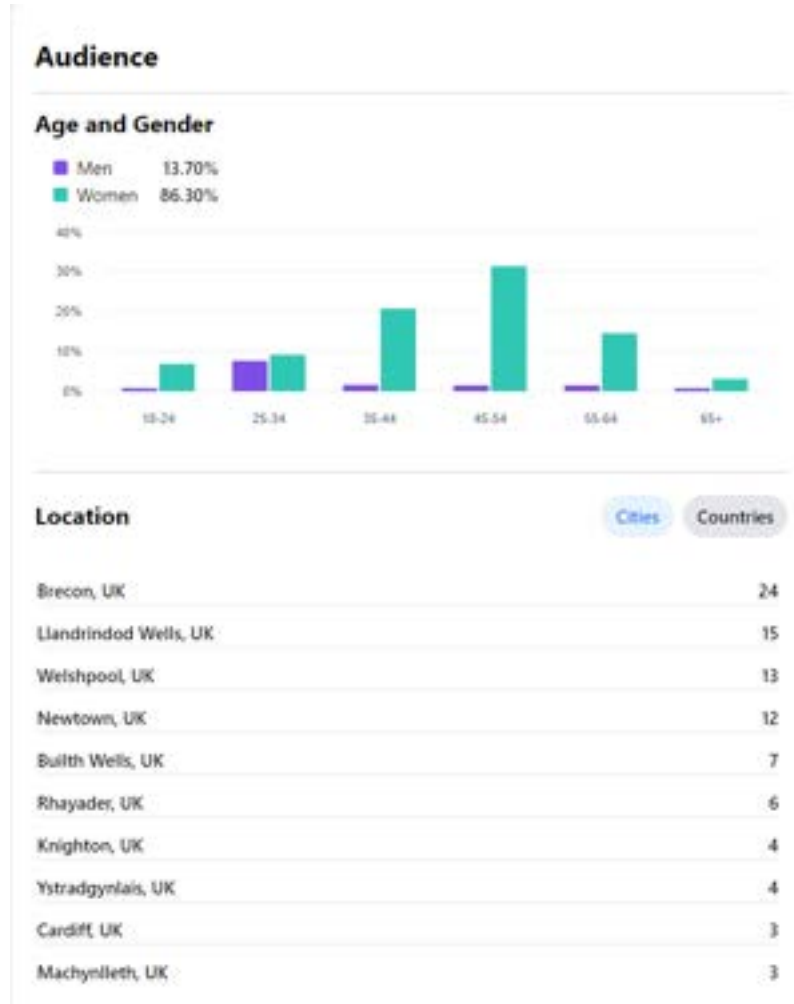 Audience
Age and Gender
Men 13.70%
Women 86.30%
40%
30%
20%
10%
0%
18-24 25-34 35-44 45-54 55-64 65+
Location Cities Countries
Brecon, UK 24
Llandrindod Wells, UK 15
Welshpool, UK 13
Newtown, UK 12
Builth Wells, UK 7
Rhayader, UK 6
Knighton, UK 4
Ystradgynlais, UK 4
Cardiff, UK 3
Machynlleth, UK 3